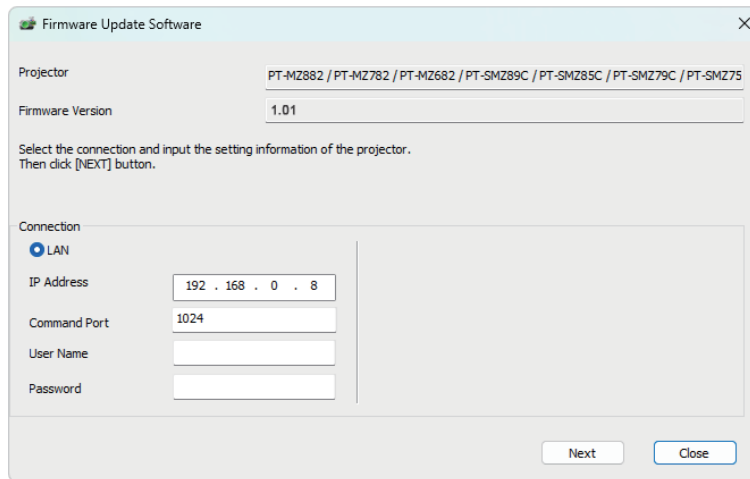 Firmware Update Software
Projector
PT-MZ882 / PT-MZ782 / PT-MZ682 / PT-SMZ89C / PT-SMZ85C / PT-SMZ79C / PT-SMZ75
Firmware Version
1.01
Select the connection and input the setting information of the projector.
Then click [NEXT] button.
Connection
LAN
IP Address
192 . 168 . 0 . 8
Command Port
1024
User Name
Password
Next
Close